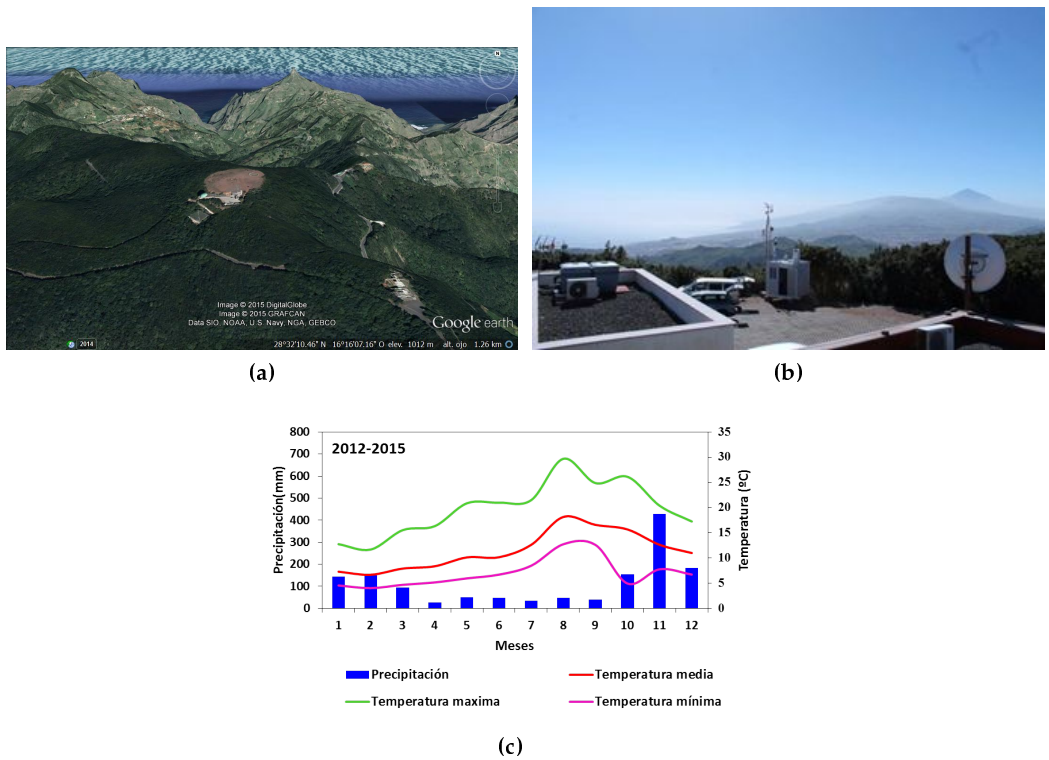 N
Image © 2015 DigitalGlobe
Image © 2015 GRAFCAN
Data SIO, NOAA, U.S. Navy, NGA, GEBCO
Google earth
2014
28°32'10.46" N 16°16'07.16" O elev. 1012 m alt. ojo 1.26 km
(a)
(b)
2012-2015
800
700
600
500
400
300
200
100
0
Precipitación(mm)
35
30
25
20
15
10
5
0
Temperatura (ºC)
1 2 3 4 5 6 7 8 9 10 11 12
Meses
Precipitación
Temperatura media
Temperatura maxima
Temperatura mínima
(c)